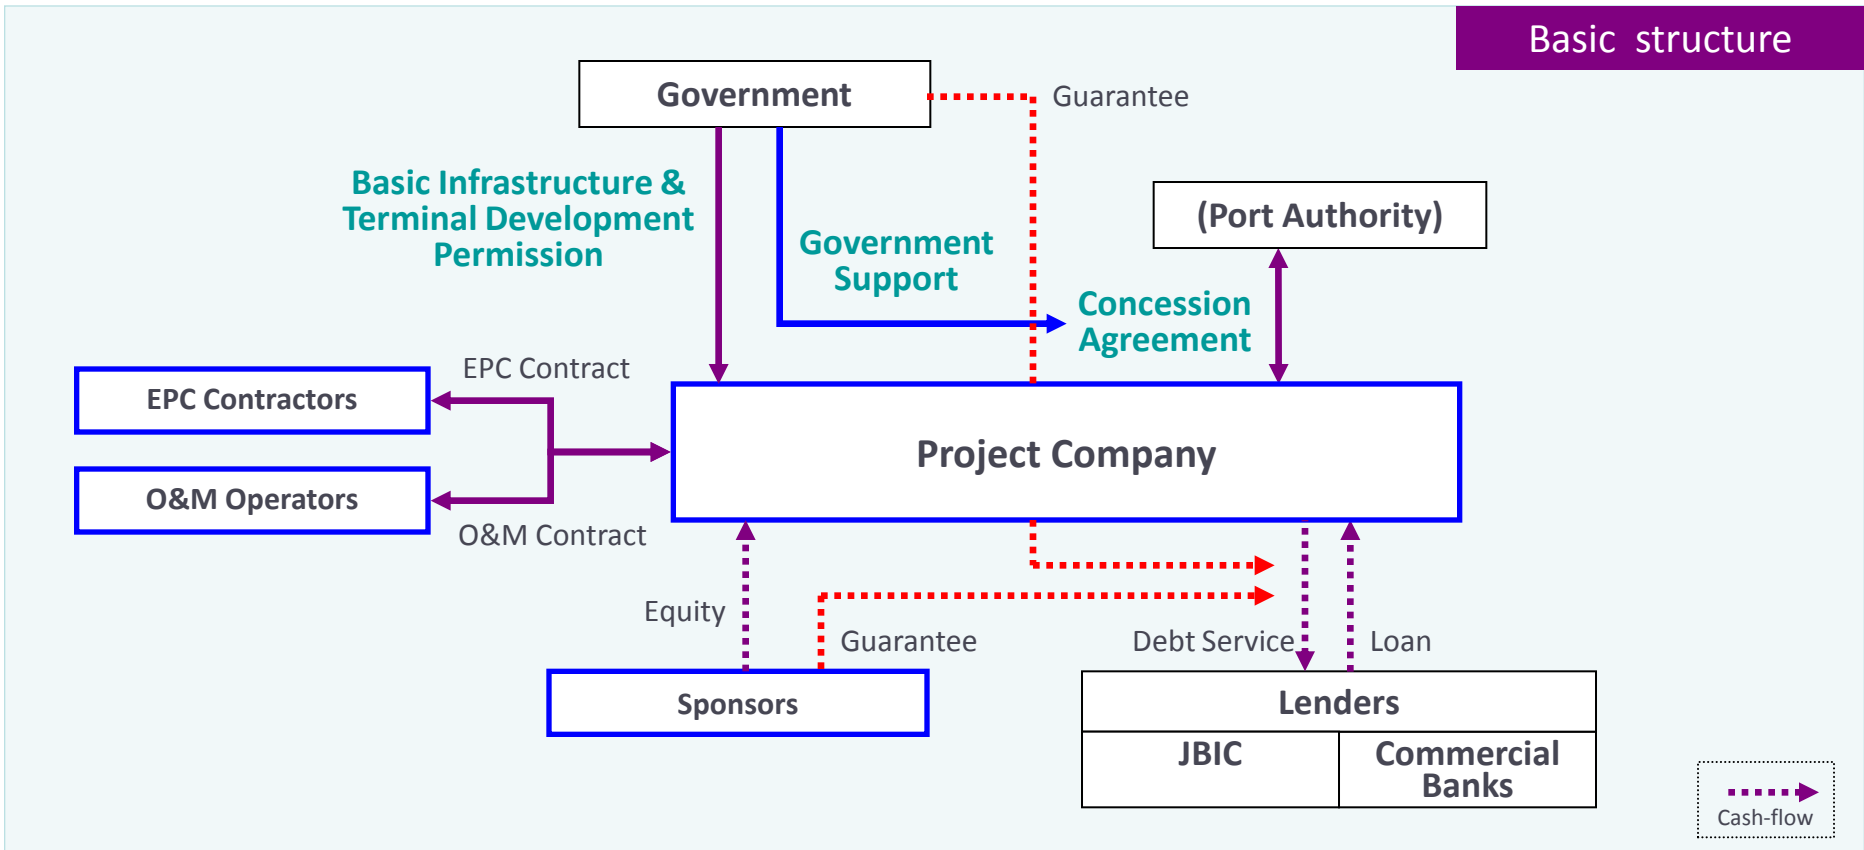 Basic structure
Government
Guarantee
Basic Infrastructure &
Terminal Development
Permission
(Port Authority)
Government
Support
Concession
Agreement
EPC Contract
EPC Contractors
Project Company
O&M Operators
O&M Contract
Equity
Guarantee
Debt Service
Loan
Sponsors
Lenders
JBIC
Commercial
Banks
Cash-flow